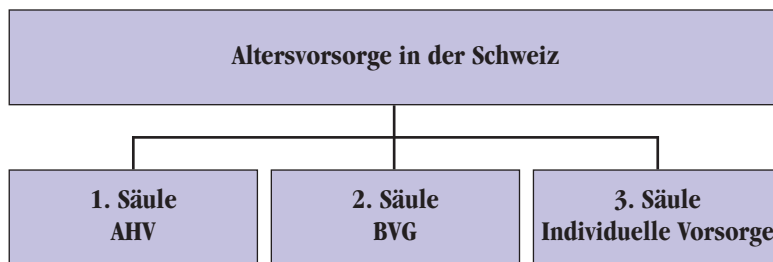 Altersvorsorge in der Schweiz
1. Säule
AHV
2. Säule
BVG
3. Säule
Individuelle Vorsorge